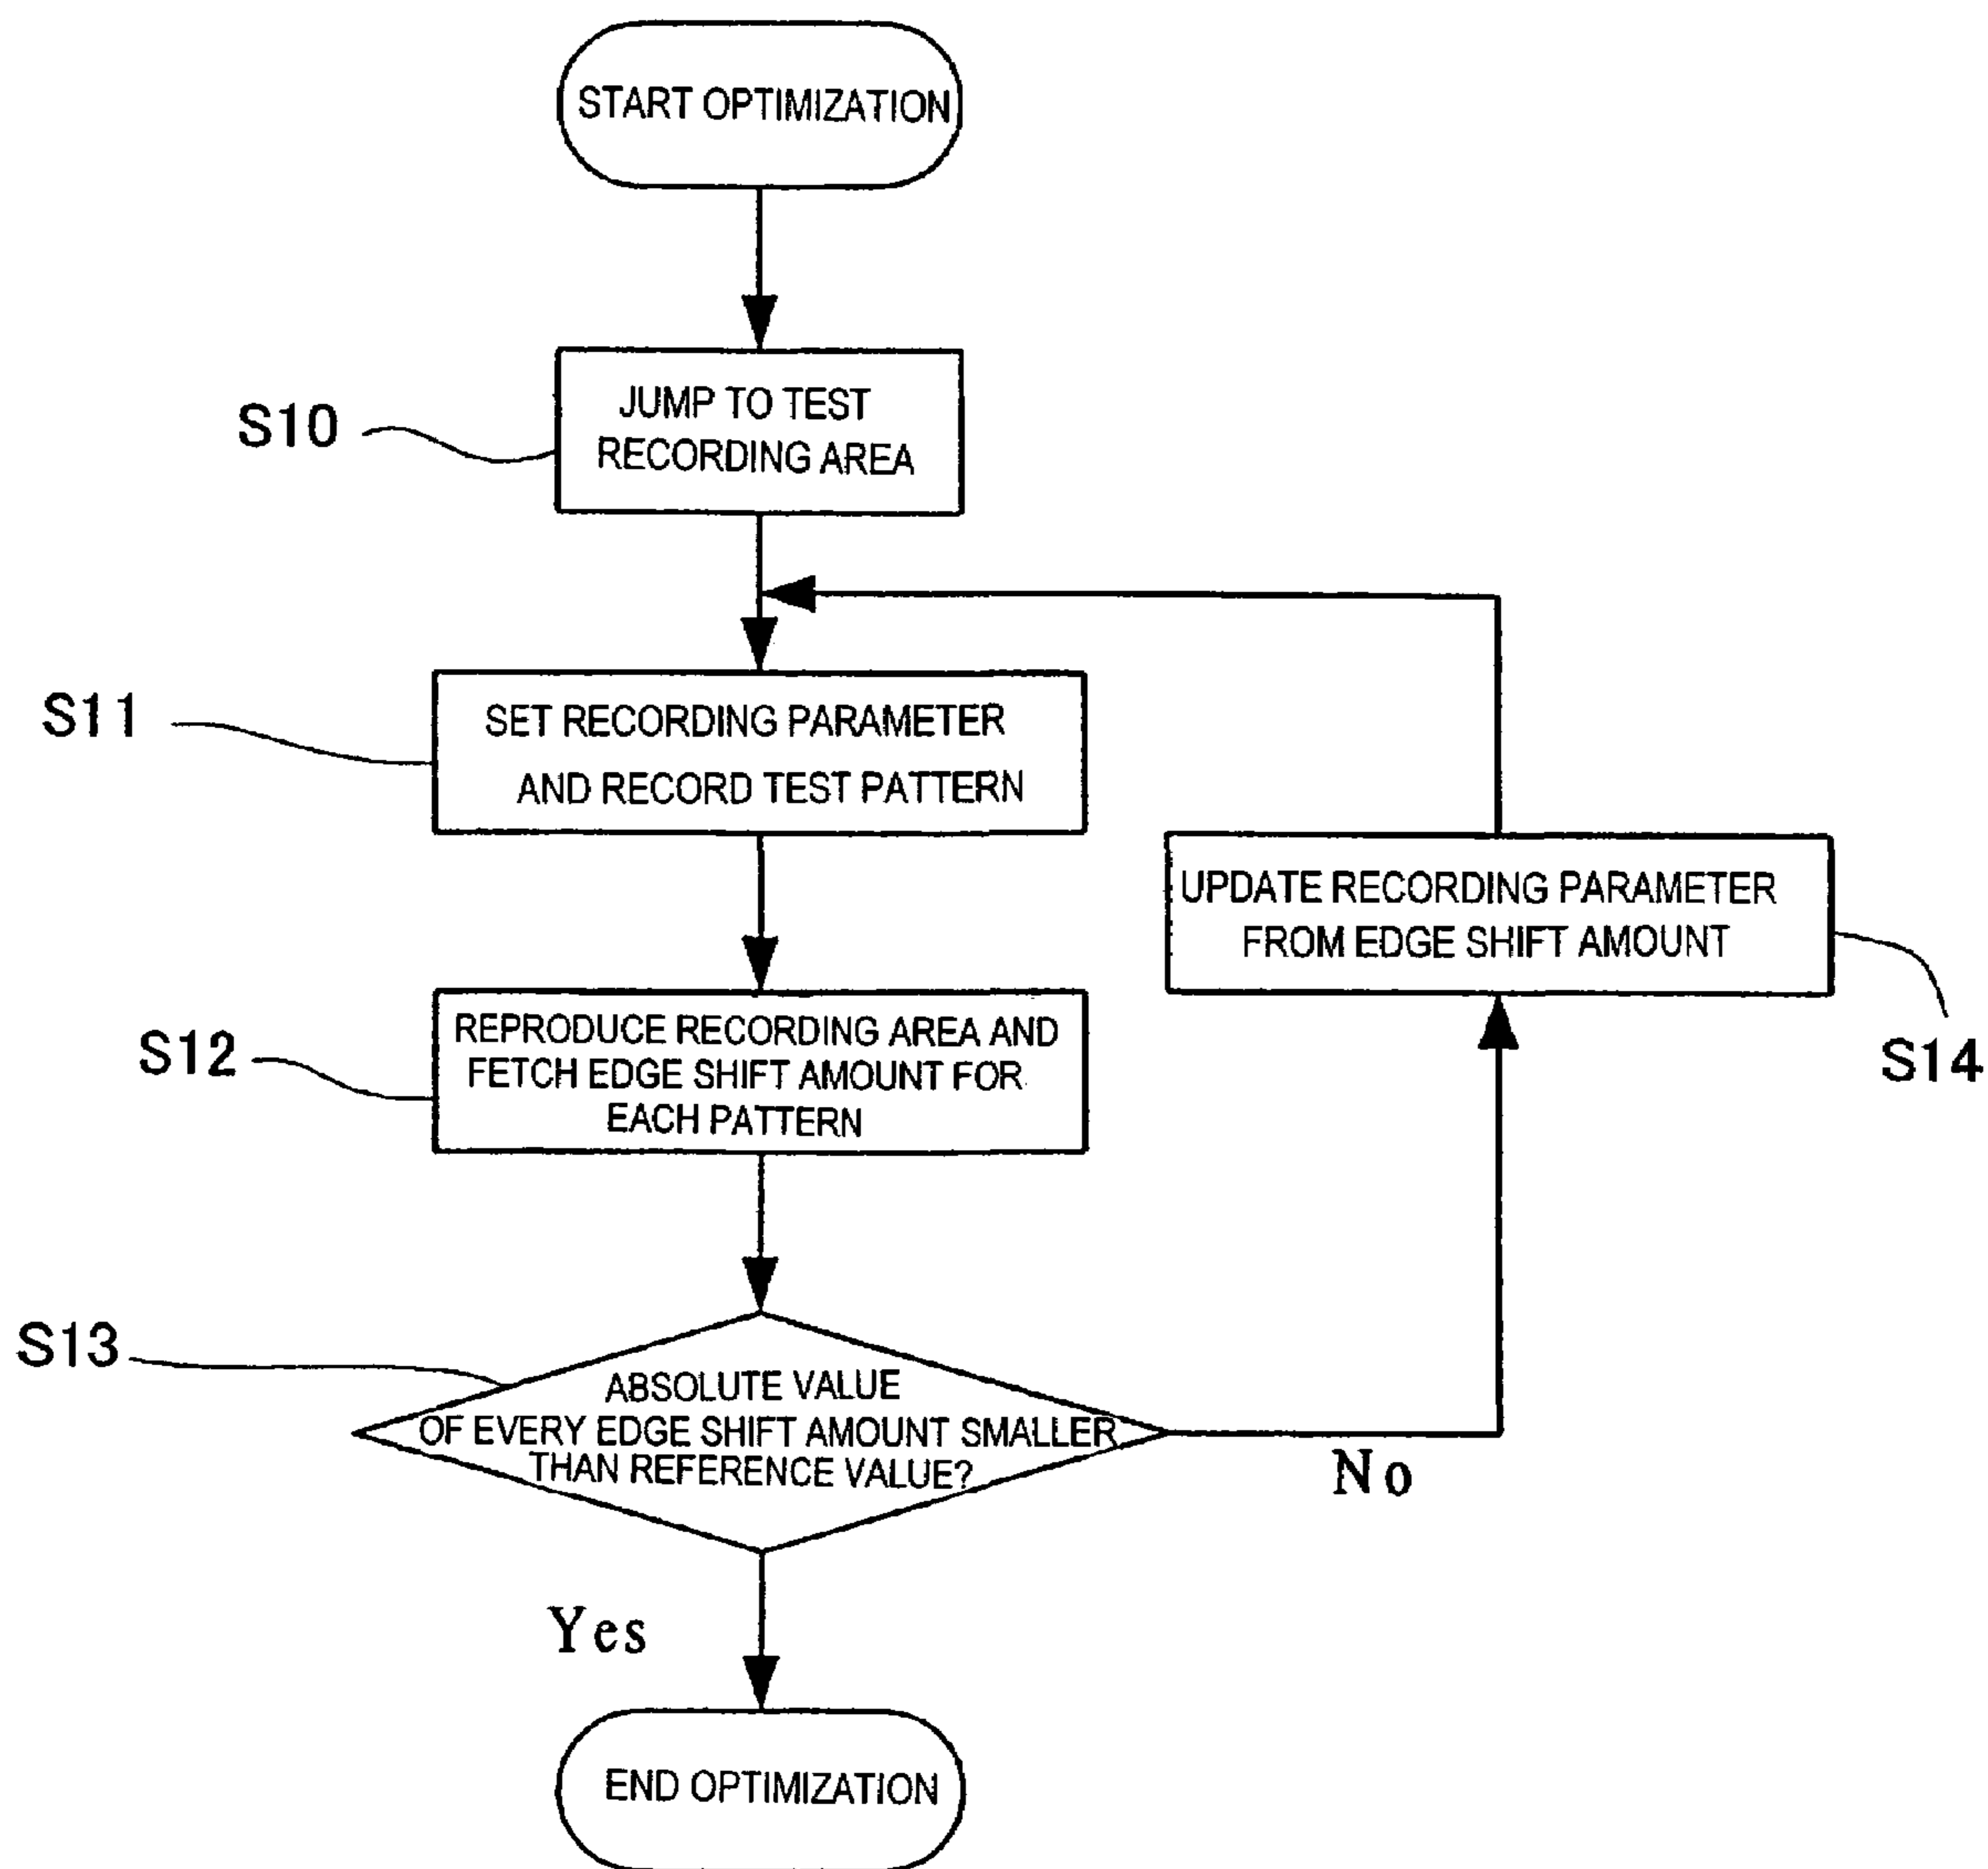 START OPTIMIZATION
S10
JUMP TO TEST
RECORDING AREA
S11
SET RECORDING PARAMETER
AND RECORD TEST PATTERN
UPDATE RECORDING PARAMETER
FROM EDGE SHIFT AMOUNT
S14
S12
REPRODUCE RECORDING AREA AND
FETCH EDGE SHIFT AMOUNT FOR
EACH PATTERN
S13
ABSOLUTE VALUE
OF EVERY EDGE SHIFT AMOUNT SMALLER
THAN REFERENCE VALUE?
No
Yes
END OPTIMIZATION